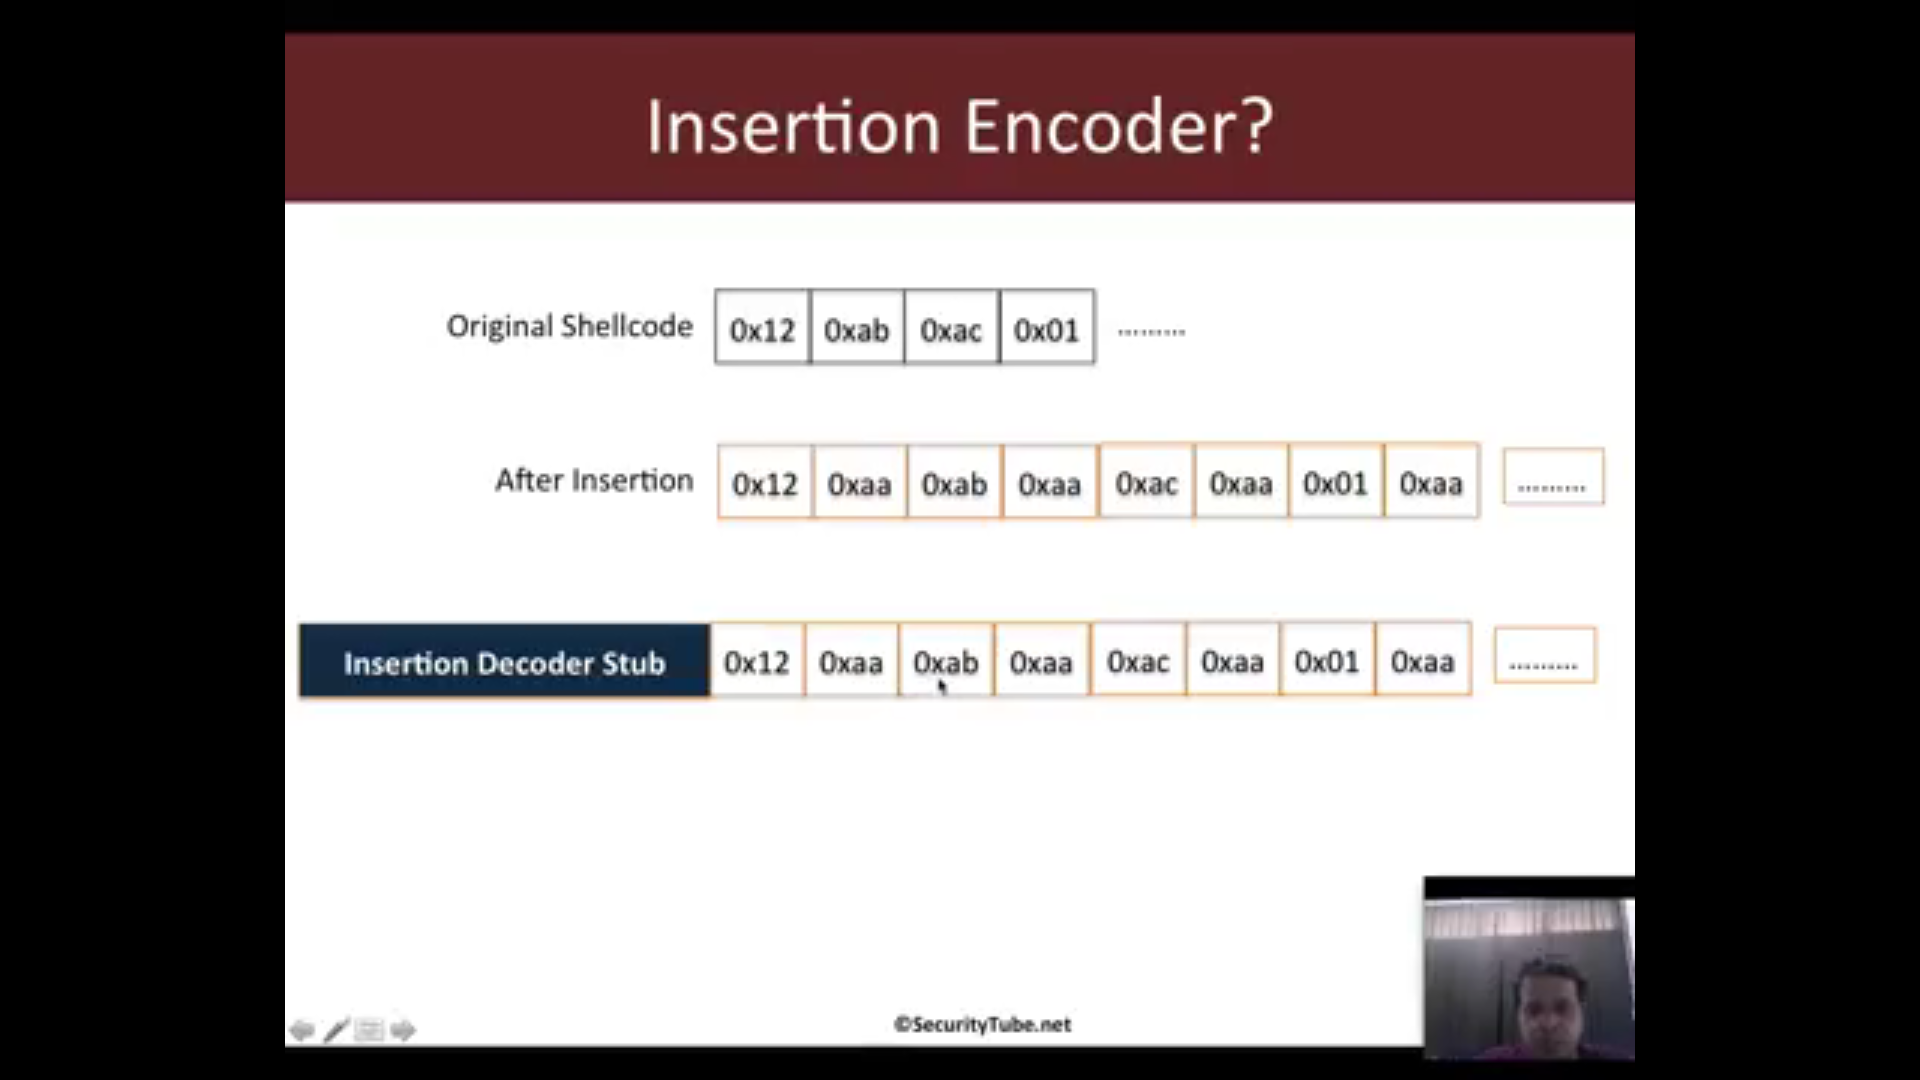 Insertion Encoder?
Original Shellcode 0x12 0xab 0xac 0x01 .........
After Insertion 0x12 0xaa 0xab 0xaa 0xac 0xaa 0x01 0xaa .........
Insertion Decoder Stub 0x12 0xaa 0xab 0xaa 0xac 0xaa 0x01 0xaa .........
©SecurityTube.net